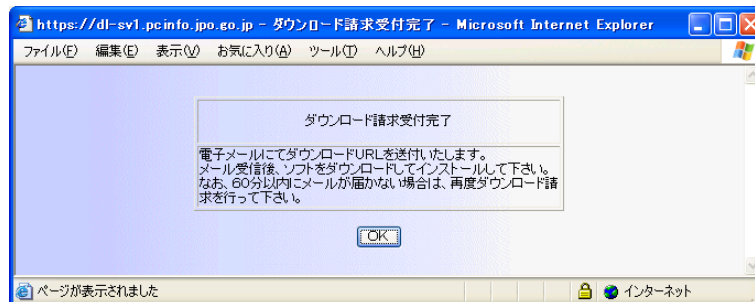 https://dl-sv1.pcinfo.jpo.go.jp - ダウンロード請求受付完了 - Microsoft Internet Explorer
ファイル(F) 編集(E) 表示(V) お気に入り(A) ツール(T) ヘルプ(H)
ダウンロード請求受付完了
電子メールにてダウンロードURLを送付いたします。
メール受信後、ソフトをダウンロードしてインストールして下さい。
なお、60分以内にメールが届かない場合は、再度ダウンロード請
求を行って下さい。
OK
ページが表示されました インターネット